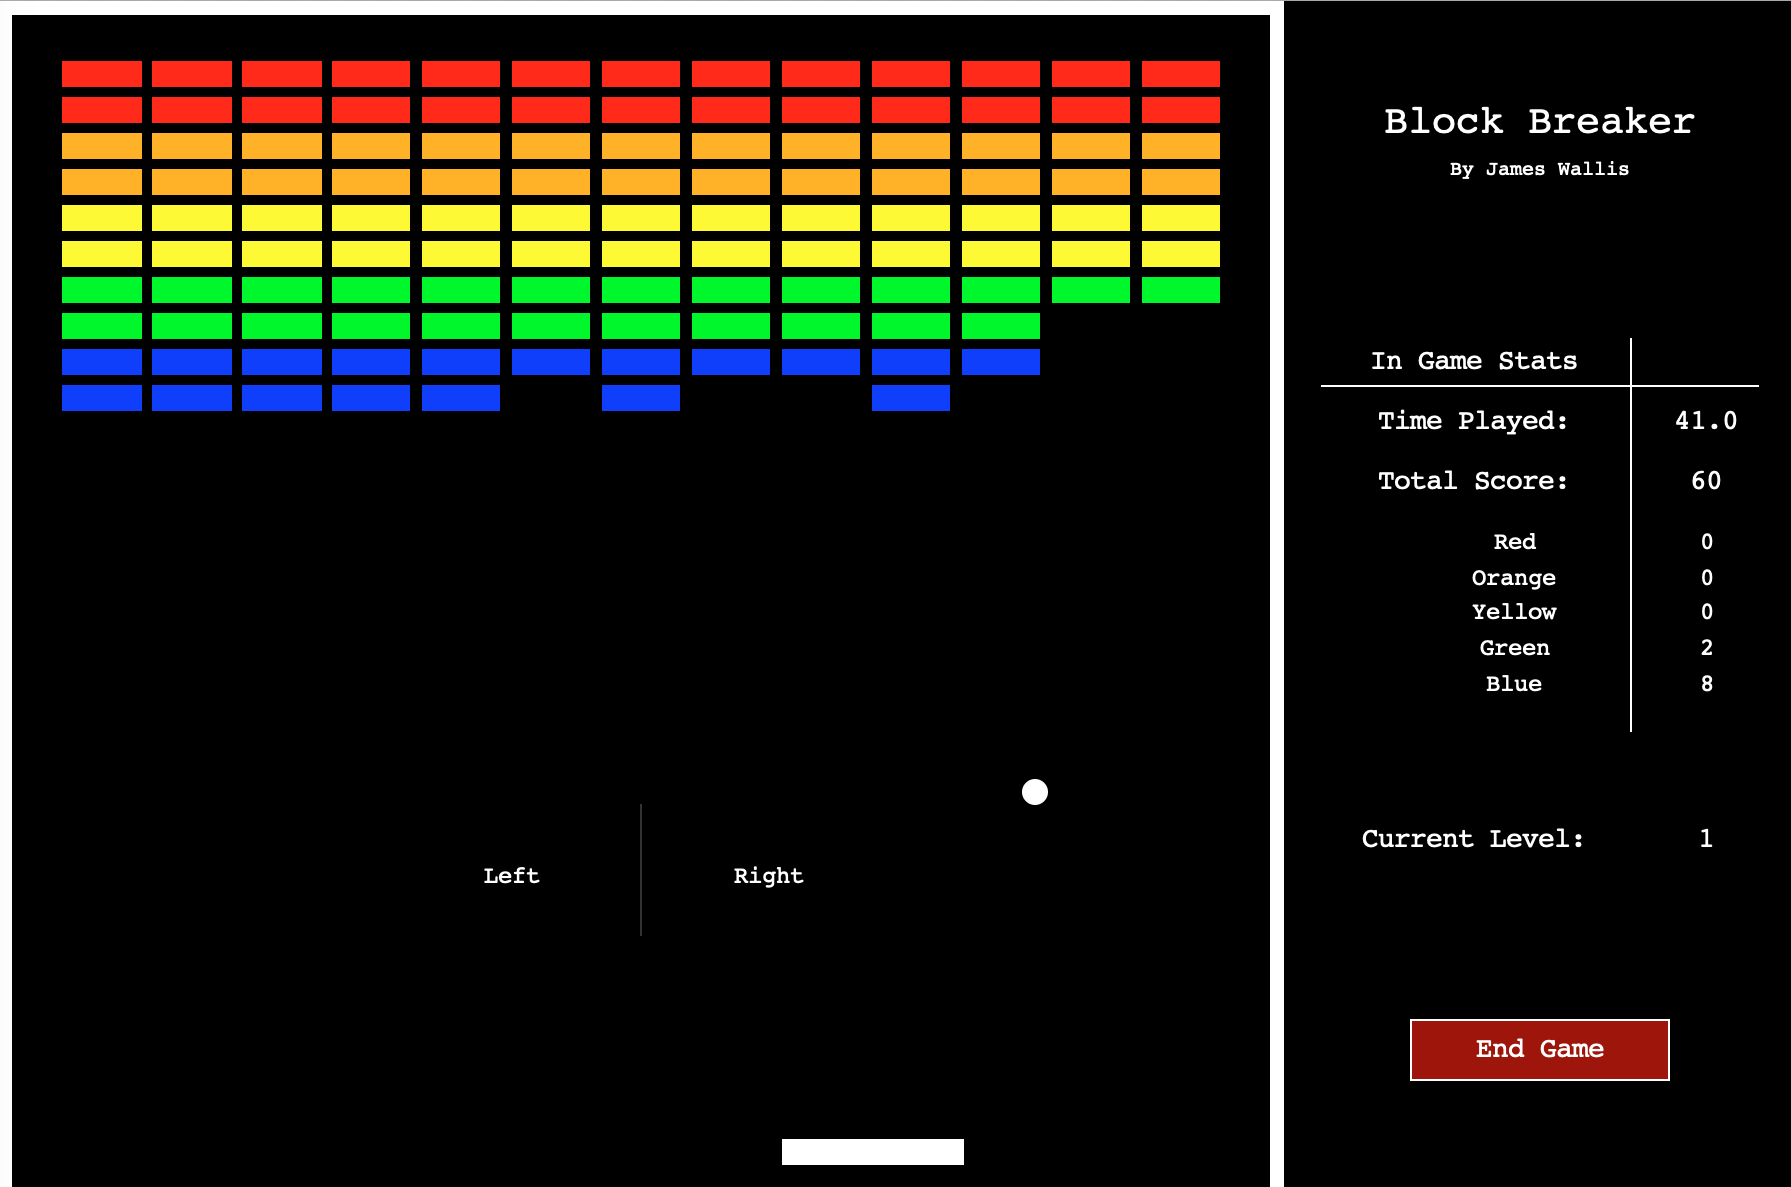 Block Breaker
By James Wallis
In Game Stats
Time Played: 41.0
Total Score: 60
Red 0
Orange 0
Yellow 0
Green 2
Blue 8
Left Right
Current Level: 1
End Game